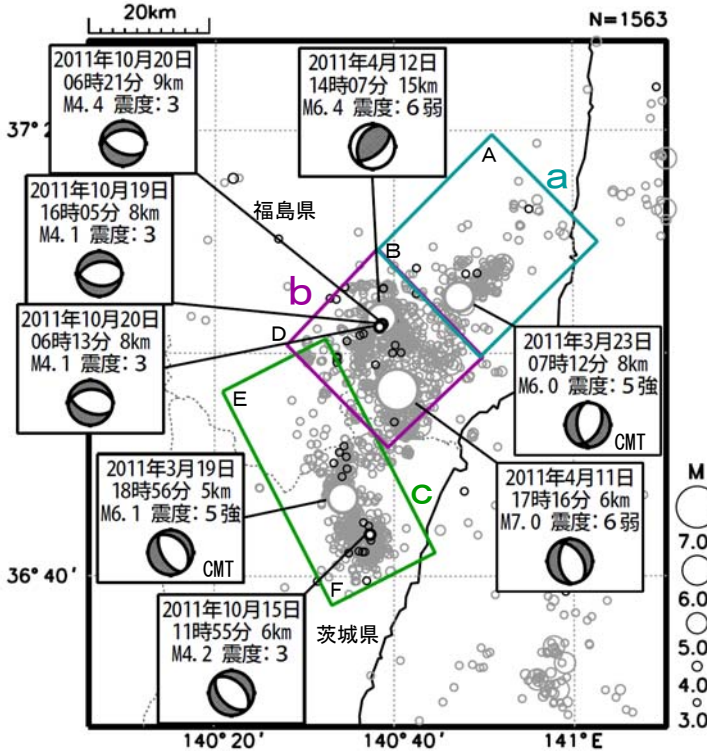 20km
N=1563
2011年10月20日
06時21分 9km
M4.4 震度:3
2011年4月12日
14時07分 15km
M6.4 震度:6弱
37° 2
A
a
2011年10月19日
16時05分 8km
M4.1 震度:3
福島県
B
b
2011年10月20日
06時13分 8km
M4.1 震度:3
D
2011年3月23日
07時12分 8km
M6.0 震度:5強
CMT
E
2011年3月19日
18時56分 5km
M6.1 震度:5強
CMT
c
2011年4月11日
17時16分 6km
M7.0 震度:6弱
M
7.0
6.0
5.0
4.0
3.0
36° 40'
F
2011年10月15日
11時55分 6km
M4.2 震度:3
茨城県
140° 20'
140° 40'
141° E